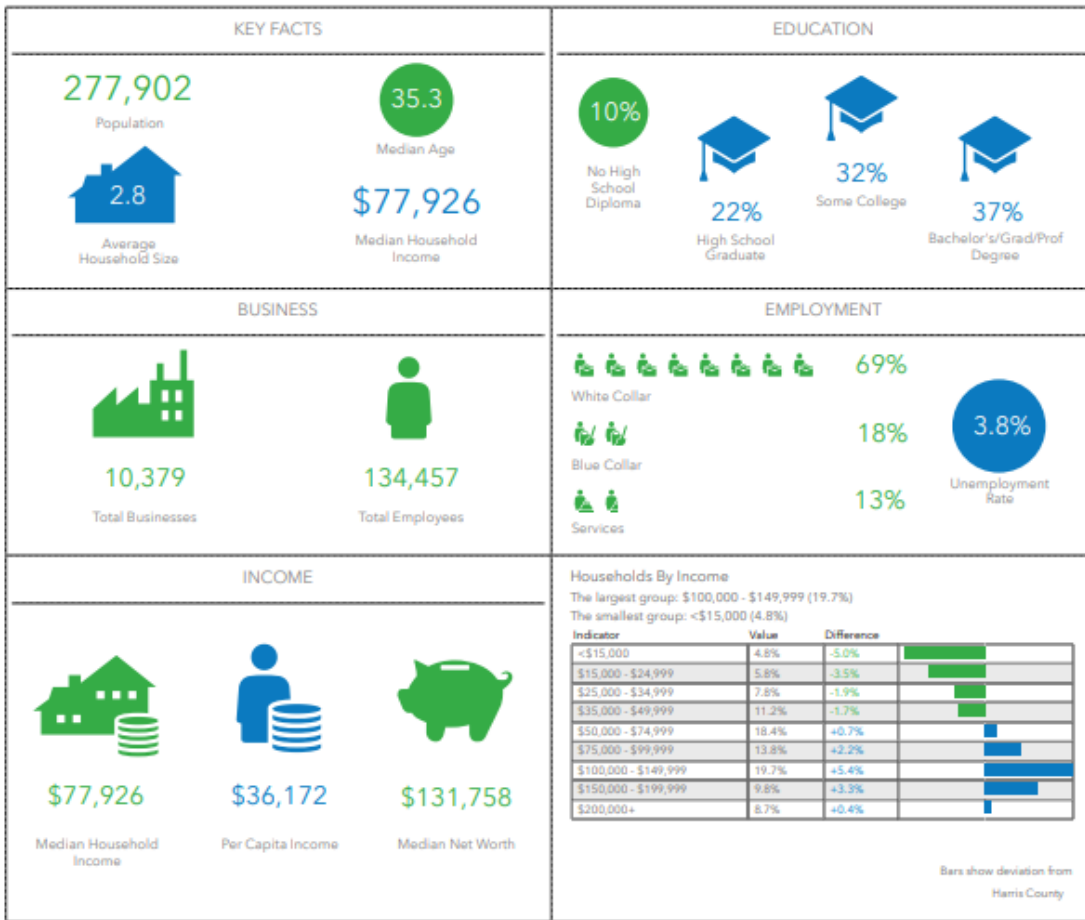 KEY FACTS
277,902
Population
35.3
Median Age
2.8
Average
Household Size
$77,926
Median Household
Income
EDUCATION
10%
No High
School
Diploma
22%
High School
Graduate
32%
Some College
37%
Bachelor's/Grad/Prof
Degree
BUSINESS
10,379
Total Businesses
134,457
Total Employees
EMPLOYMENT
69%
White Collar
18%
Blue Collar
13%
Services
3.8%
Unemployment
Rate
INCOME
$77,926
Median Household
Income
$36,172
Per Capita Income
$131,758
Median Net Worth
Households By Income
The largest group: $100,000 - $149,999 (19.7%)
The smallest group: <$15,000 (4.8%)
Indicator Value Difference
<$15,000 4.8% -5.0%
$15,000 - $24,999 5.8% -3.5%
$25,000 - $34,999 7.8% -1.9%
$35,000 - $49,999 11.2% -1.7%
$50,000 - $74,999 18.4% +0.7%
$75,000 - $99,999 13.8% +2.2%
$100,000 - $149,999 19.7% +5.4%
$150,000 - $199,999 9.8% +3.3%
$200,000+ 8.7% +0.4%
Bars show deviation from
Harris County